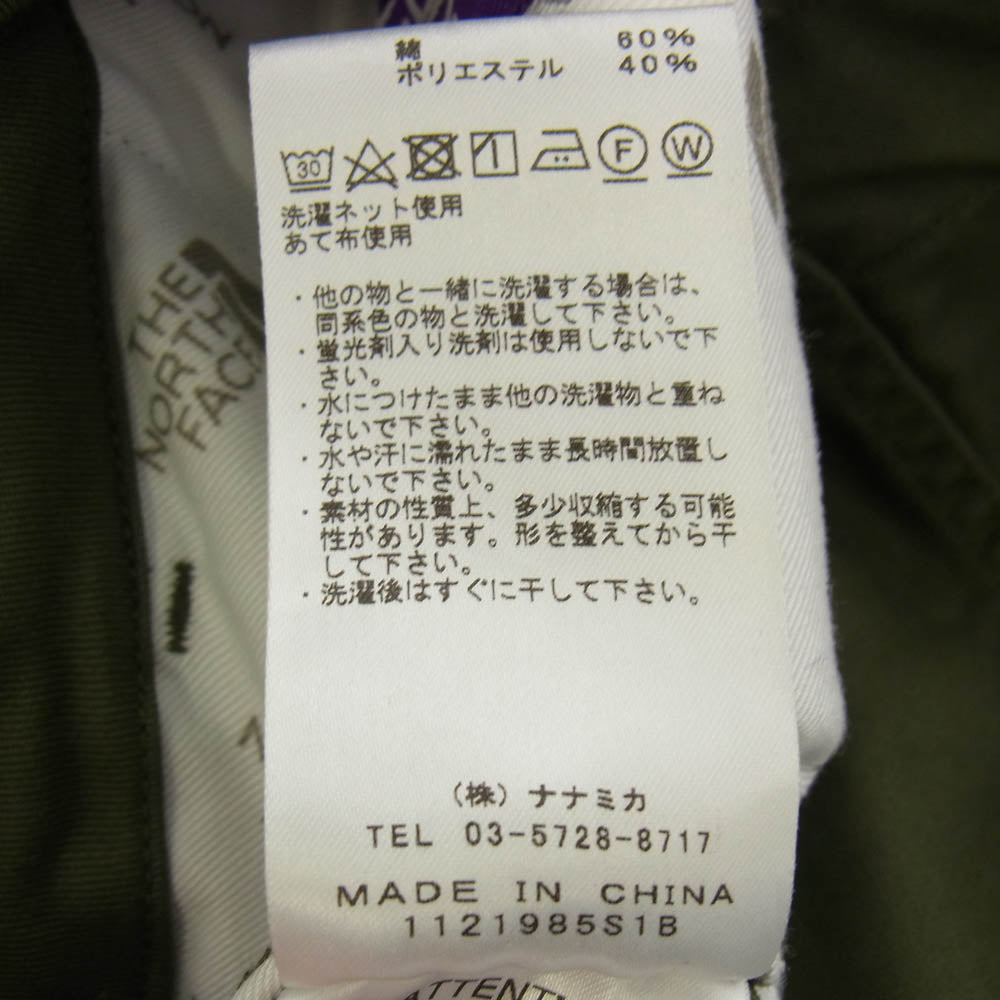 綿 60%
ポリエステル 40%
30 F W
洗濯ネット使用
あて布使用
・他の物と一緒に洗濯する場合は、
同系色の物と洗濯して下さい。
・蛍光剤入り洗剤は使用しないで下
さい。
・水につけたまま他の洗濯物と重ね
ないで下さい。
・水や汗に濡れたまま長時間放置し
ないで下さい。
・素材の性質上、多少収縮する可能
性があります。形を整えてから干
して下さい。
・洗濯後はすぐに干して下さい。
(株)ナナミカ
TEL 03-5728-8717
MADE IN CHINA
1121985S1B
THE
NORTH
FACE